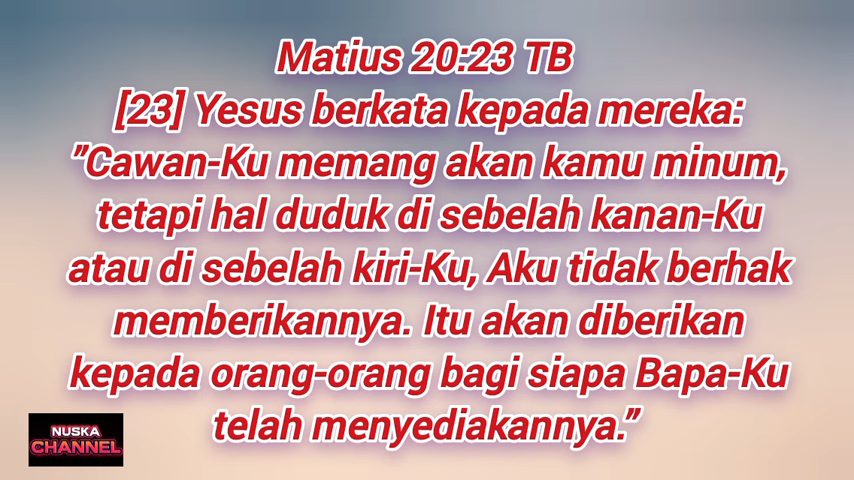 Matius 20:23 TB
[23] Yesus berkata kepada mereka:
"Cawan-Ku memang akan kamu minum,
tetapi hal duduk di sebelah kanan-Ku
atau di sebelah kiri-Ku, Aku tidak berhak
memberikannya. Itu akan diberikan
kepada orang-orang bagi siapa Bapa-Ku
telah menyediakannya."
NUSKA
CHANNEL